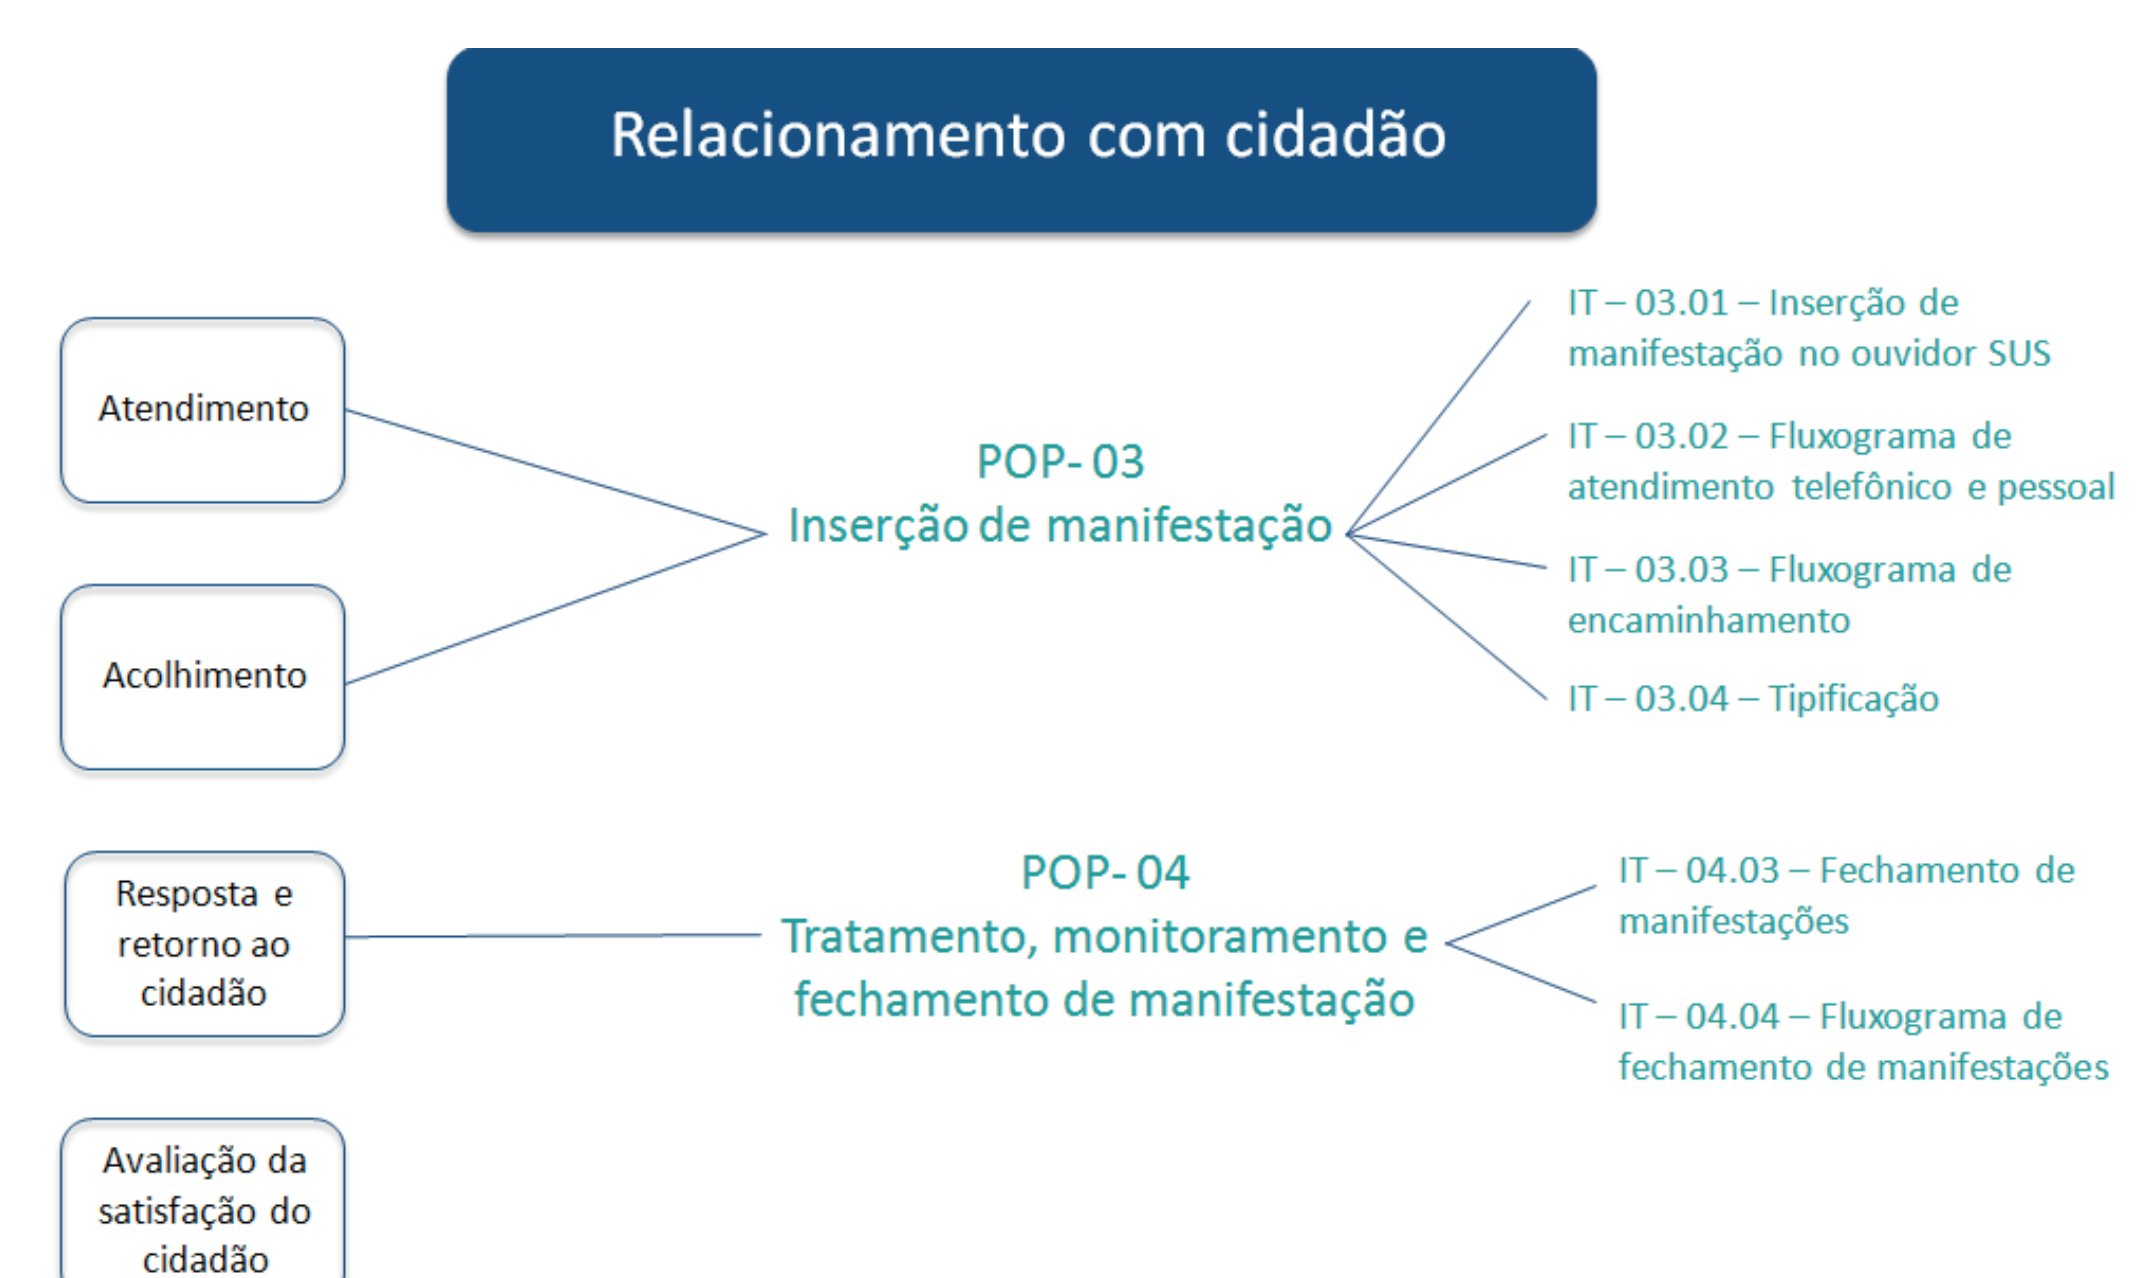 Relacionamento com cidadão
Atendimento
Acolhimento
POP- 03
Inserção de manifestação
IT – 03.01 – Inserção de
manifestação no ouvidor SUS
IT – 03.02 – Fluxograma de
atendimento telefônico e pessoal
IT – 03.03 – Fluxograma de
encaminhamento
IT – 03.04 – Tipificação
Resposta e
retorno ao
cidadão
POP- 04
Tratamento, monitoramento e
fechamento de manifestação
IT – 04.03 – Fechamento de
manifestações
IT – 04.04 – Fluxograma de
fechamento de manifestações
Avaliação da
satisfação do
cidadão